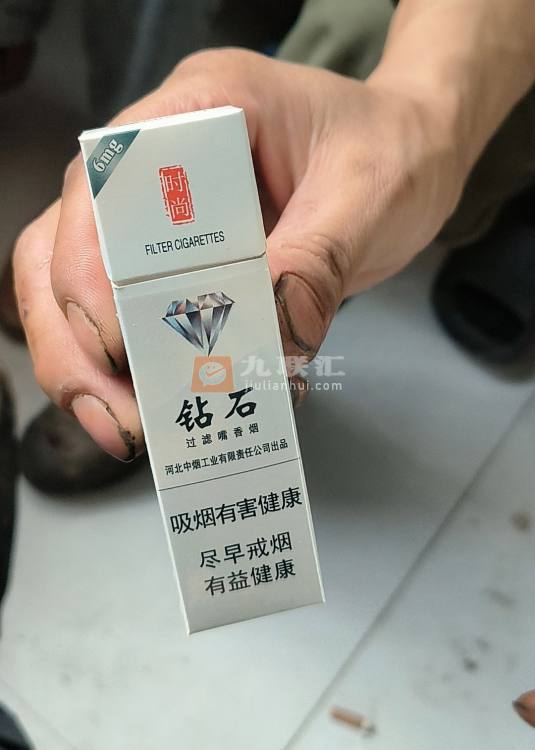 6mg
时
尚
FILTER CIGARETTES
九联汇
jiulianhui.com
钻石
过滤嘴香烟
河北中烟工业有限责任公司出品
吸烟有害健康
尽早戒烟
有益健康